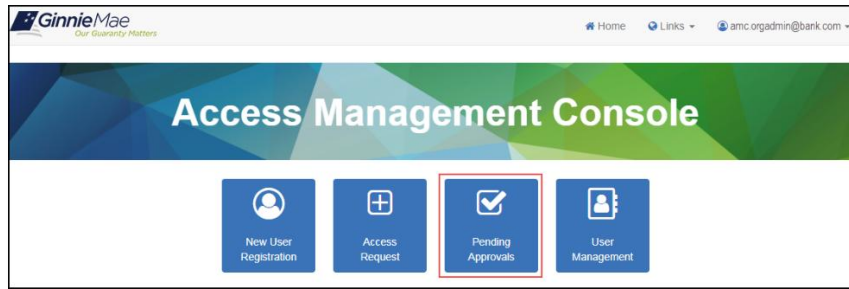 GinnieMae
Our Guaranty Matters
Home Links amc.orgadmin@bank.com
Access Management Console
New User
Registration
Access
Request
Pending
Approvals
User
Management